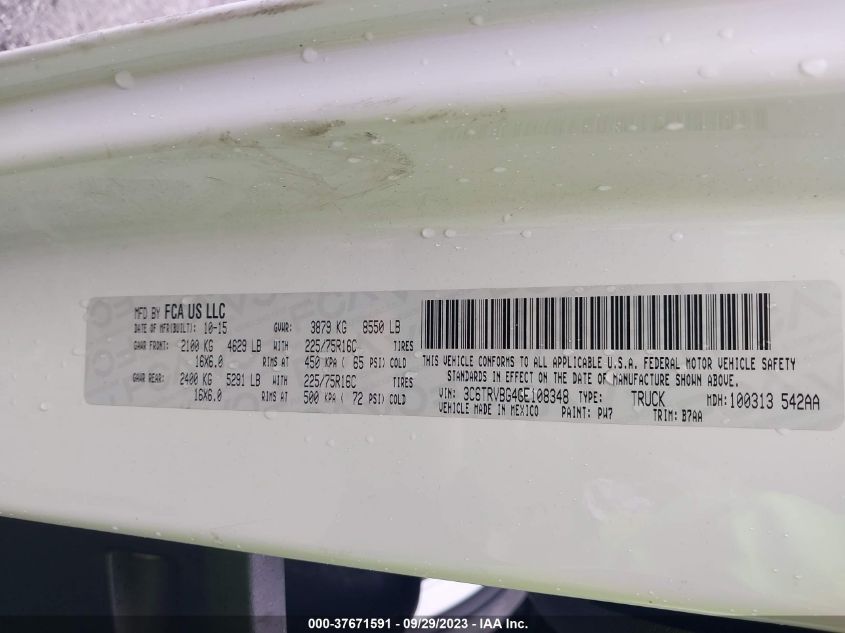 MFD BY FCA US LLC
DATE OF MFR(BUILT): 10-15 GVWR: 3879 KG 8550 LB
GAWR FRONT: 2100 KG 4629 LB WITH 225/75R16C TIRES
16X6.0 RIMS AT 450 KPA ( 65 PSI) COLD
GAWR REAR: 2400 KG 5291 LB WITH 225/75R16C TIRES
16X6.0 RIMS AT 500 KPA ( 72 PSI) COLD
THIS VEHICLE CONFORMS TO ALL APPLICABLE U.S.A. FEDERAL MOTOR VEHICLE SAFETY
STANDARDS IN EFFECT ON THE DATE OF MANUFACTURE SHOWN ABOVE.
VIN: 3C6TRVBG4GE108348 TYPE: TRUCK MDH: 100313 542AA
VEHICLE MADE IN MEXICO PAINT: PW7 TRIM: B7AA
000-37671591 - 09/29/2023 - IAA Inc.